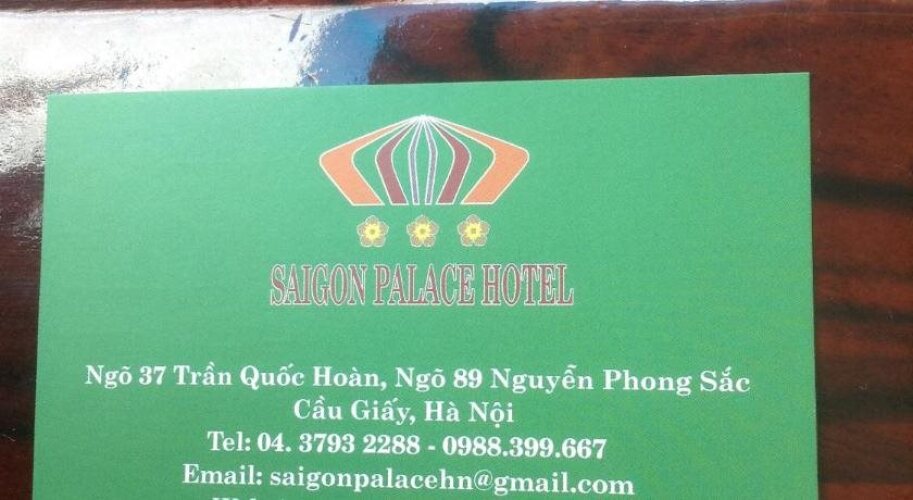 SAIGON PALACE HOTEL
Ngõ 37 Trần Quốc Hoàn, Ngõ 89 Nguyễn Phong Sắc
Cầu Giấy, Hà Nội
Tel: 04. 3793 2288 - 0988.399.667
Email: saigonpalacehn@gmail.com